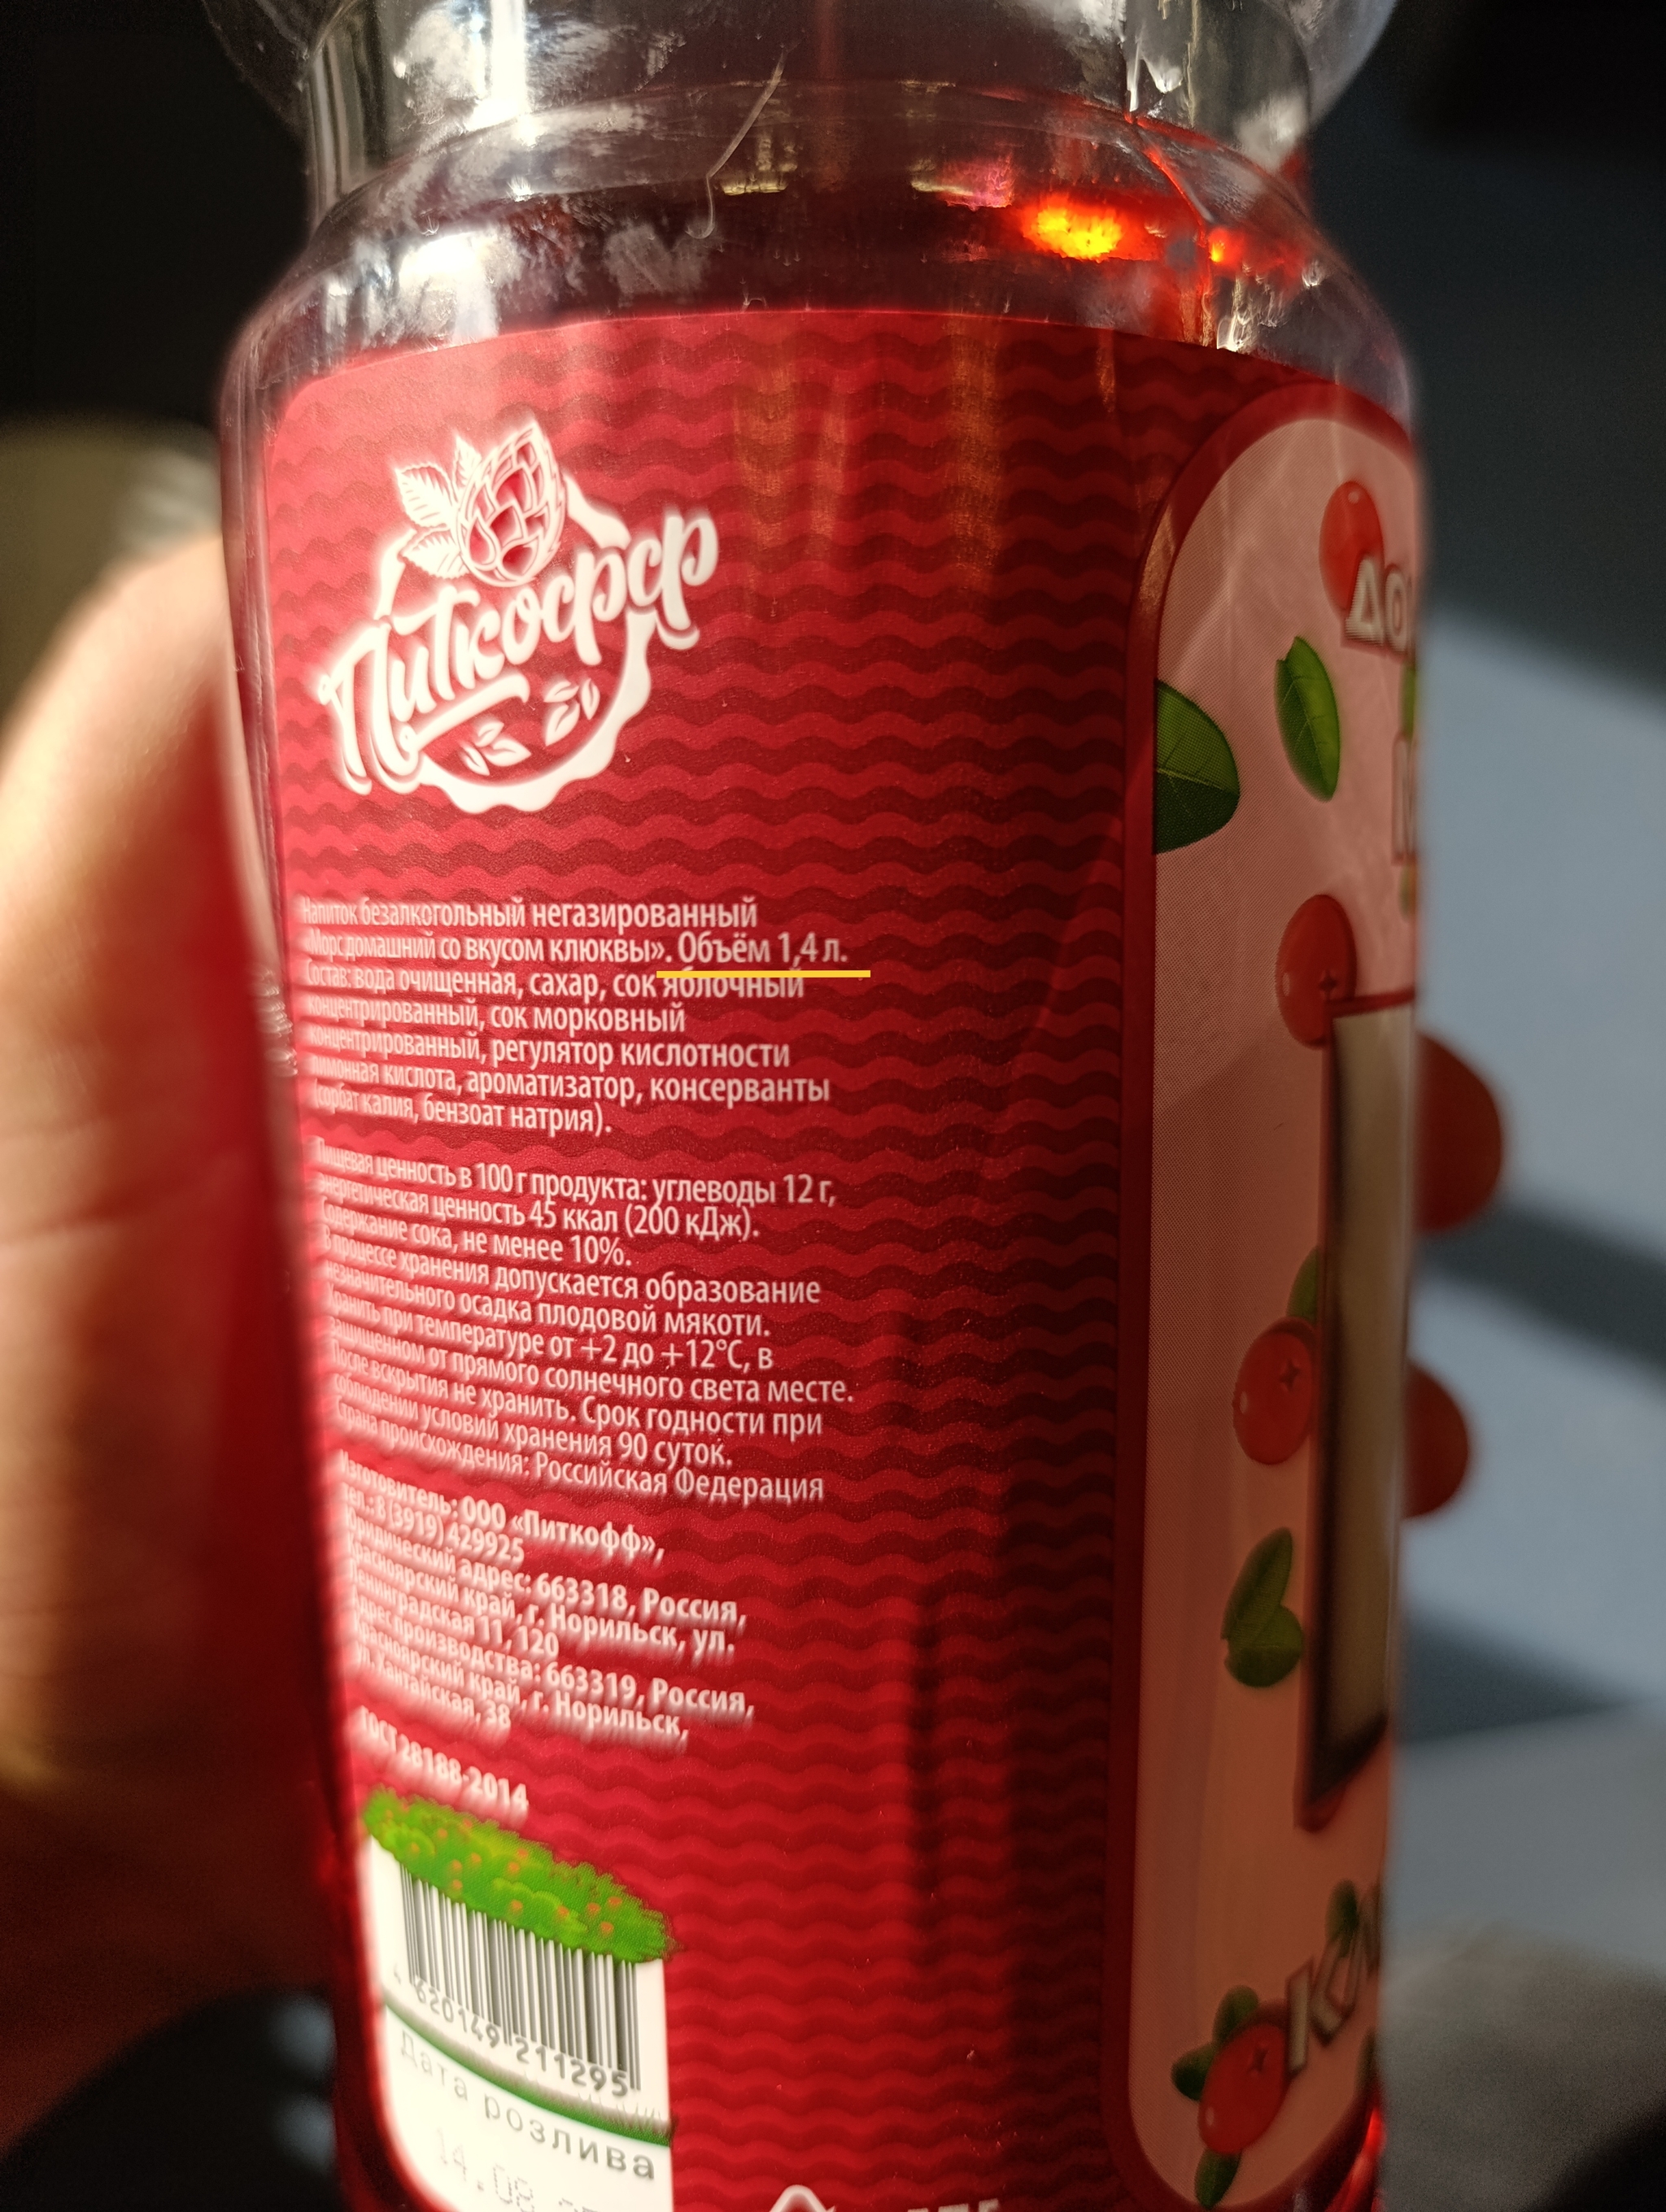 Питкофф
Напиток безалкогольный негазированный
«Морс домашний со вкусом клюквы». Объём 1,4 л.
Состав: вода очищенная, сахар, сок яблочный
концентрированный, сок морковный
концентрированный, регулятор кислотности
лимонная кислота, ароматизатор, консерванты
(сорбат калия, бензоат натрия).
Пищевая ценность в 100 г продукта: углеводы 12 г,
энергетическая ценность 45 ккал (200 кДж).
Содержание сока, не менее 10%.
В процессе хранения допускается образование
незначительного осадка плодовой мякоти.
Хранить при температуре от +2 до +12°С, в
защищенном от прямого солнечного света месте.
После вскрытия не хранить. Срок годности при
соблюдении условий хранения 90 суток.
Страна происхождения: Российская Федерация
Изготовитель: ООО «Питкофф»,
тел.: 8 (3919) 429925
Юридический адрес: 663318, Россия,
Красноярский край, г. Норильск, ул.
Ленинградская 11, 120
Адрес производства: 663319, Россия,
Красноярский край, г. Норильск,
ул. Хантайская, 38
ГОСТ 28188-2014
4 620149 211295
Дата розлива
14.08